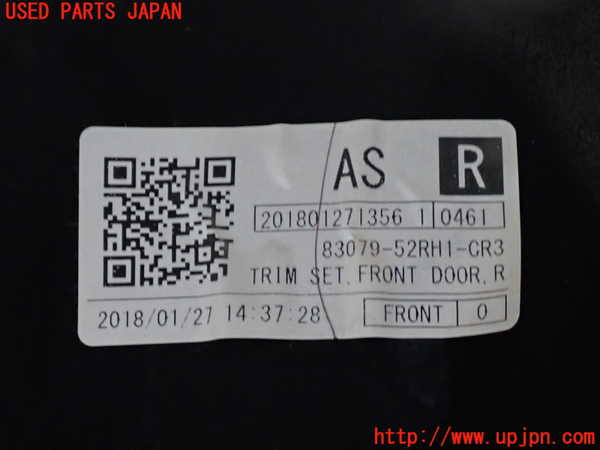 USED PARTS JAPAN
AS R
201801271356 1 0461
83079-52RH1-CR3
TRIM SET, FRONT DOOR, R
2018/01/27 14:37:28 FRONT 0
http://www.upjpn.com/